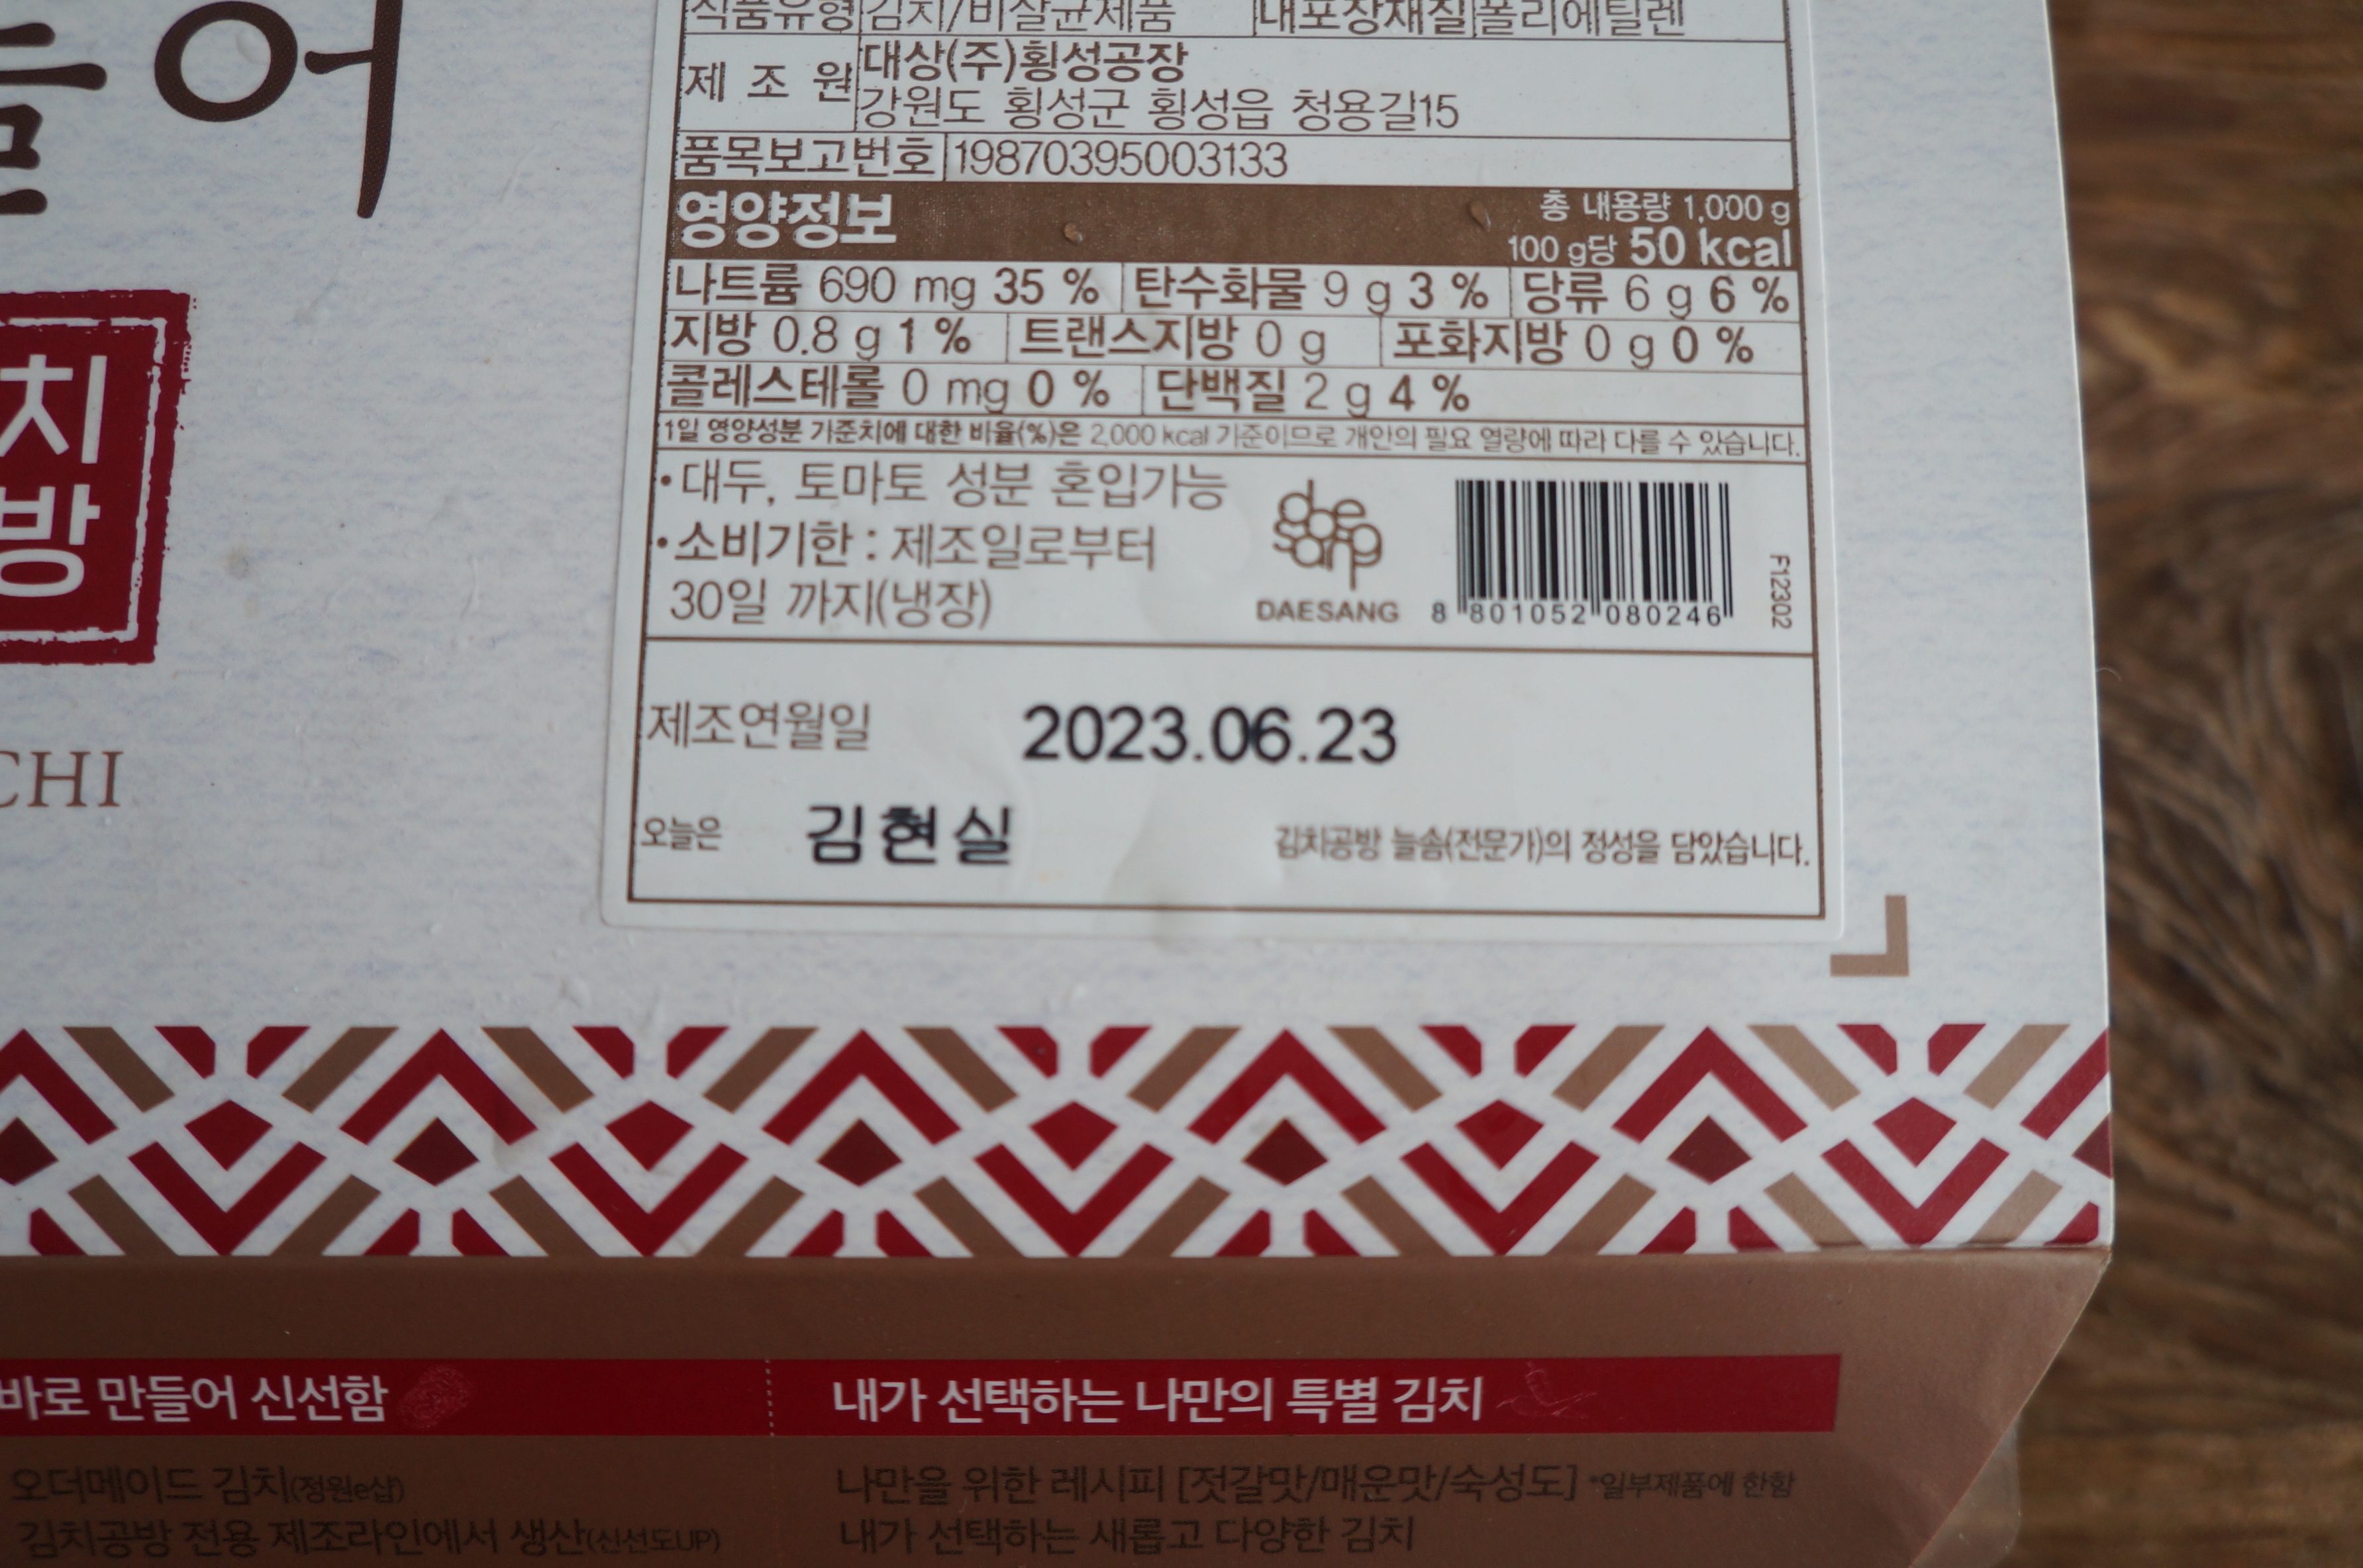 들어
식품유형 김치/비살균제품 내포장재질 폴리에틸렌
제조원 대상(주)횡성공장
강원도 횡성군 횡성읍 청용길15
품목보고번호 19870395003133
영양정보 총 내용량 1,000 g
100 g당 50 kcal
나트륨 690 mg 35 % 탄수화물 9 g 3 % 당류 6 g 6 %
지방 0.8 g 1 % 트랜스지방 0 g 포화지방 0 g 0 %
콜레스테롤 0 mg 0 % 단백질 2 g 4 %
1일 영양성분 기준치에 대한 비율(%)은 2,000 kcal 기준이므로 개인의 필요 열량에 따라 다를 수 있습니다.
• 대두, 토마토 성분 혼입가능
• 소비기한 : 제조일로부터
30일 까지(냉장)
daesang
DAESANG
8 801052 080246
F12302
치
방
CHI
제조연월일 2023.06.23
오늘은 김현실 김치공방 늘솜(전문가)의 정성을 담았습니다.
바로 만들어 신선함
오더메이드 김치(정원e샵)
김치공방 전용 제조라인에서 생산(신선도UP)
내가 선택하는 나만의 특별 김치
나만을 위한 레시피 [젓갈맛/매운맛/숙성도] *일부제품에 한함
내가 선택하는 새롭고 다양한 김치